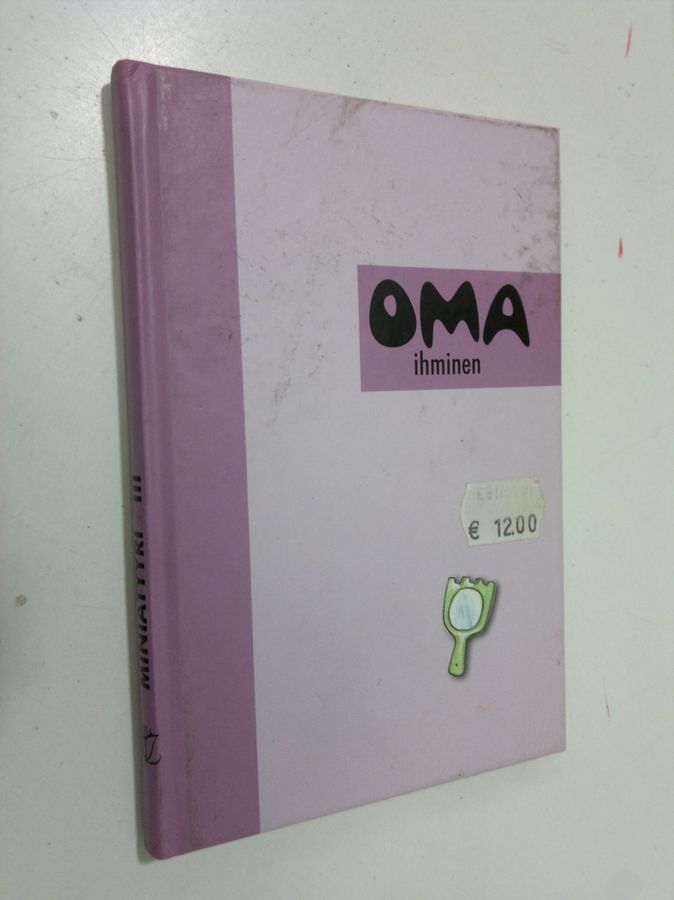 OMA
ihminen
€ 12.00
MINIATYYRI III